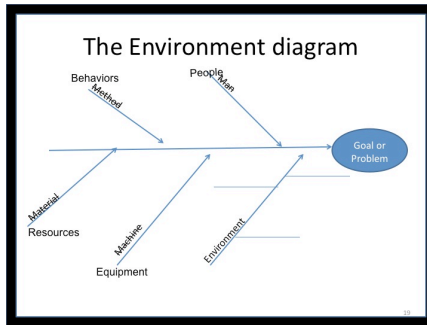 The Environment diagram
Behaviors
People
Method
Man
Goal or
Problem
Material
Resources
Machine
Equipment
Environment
19